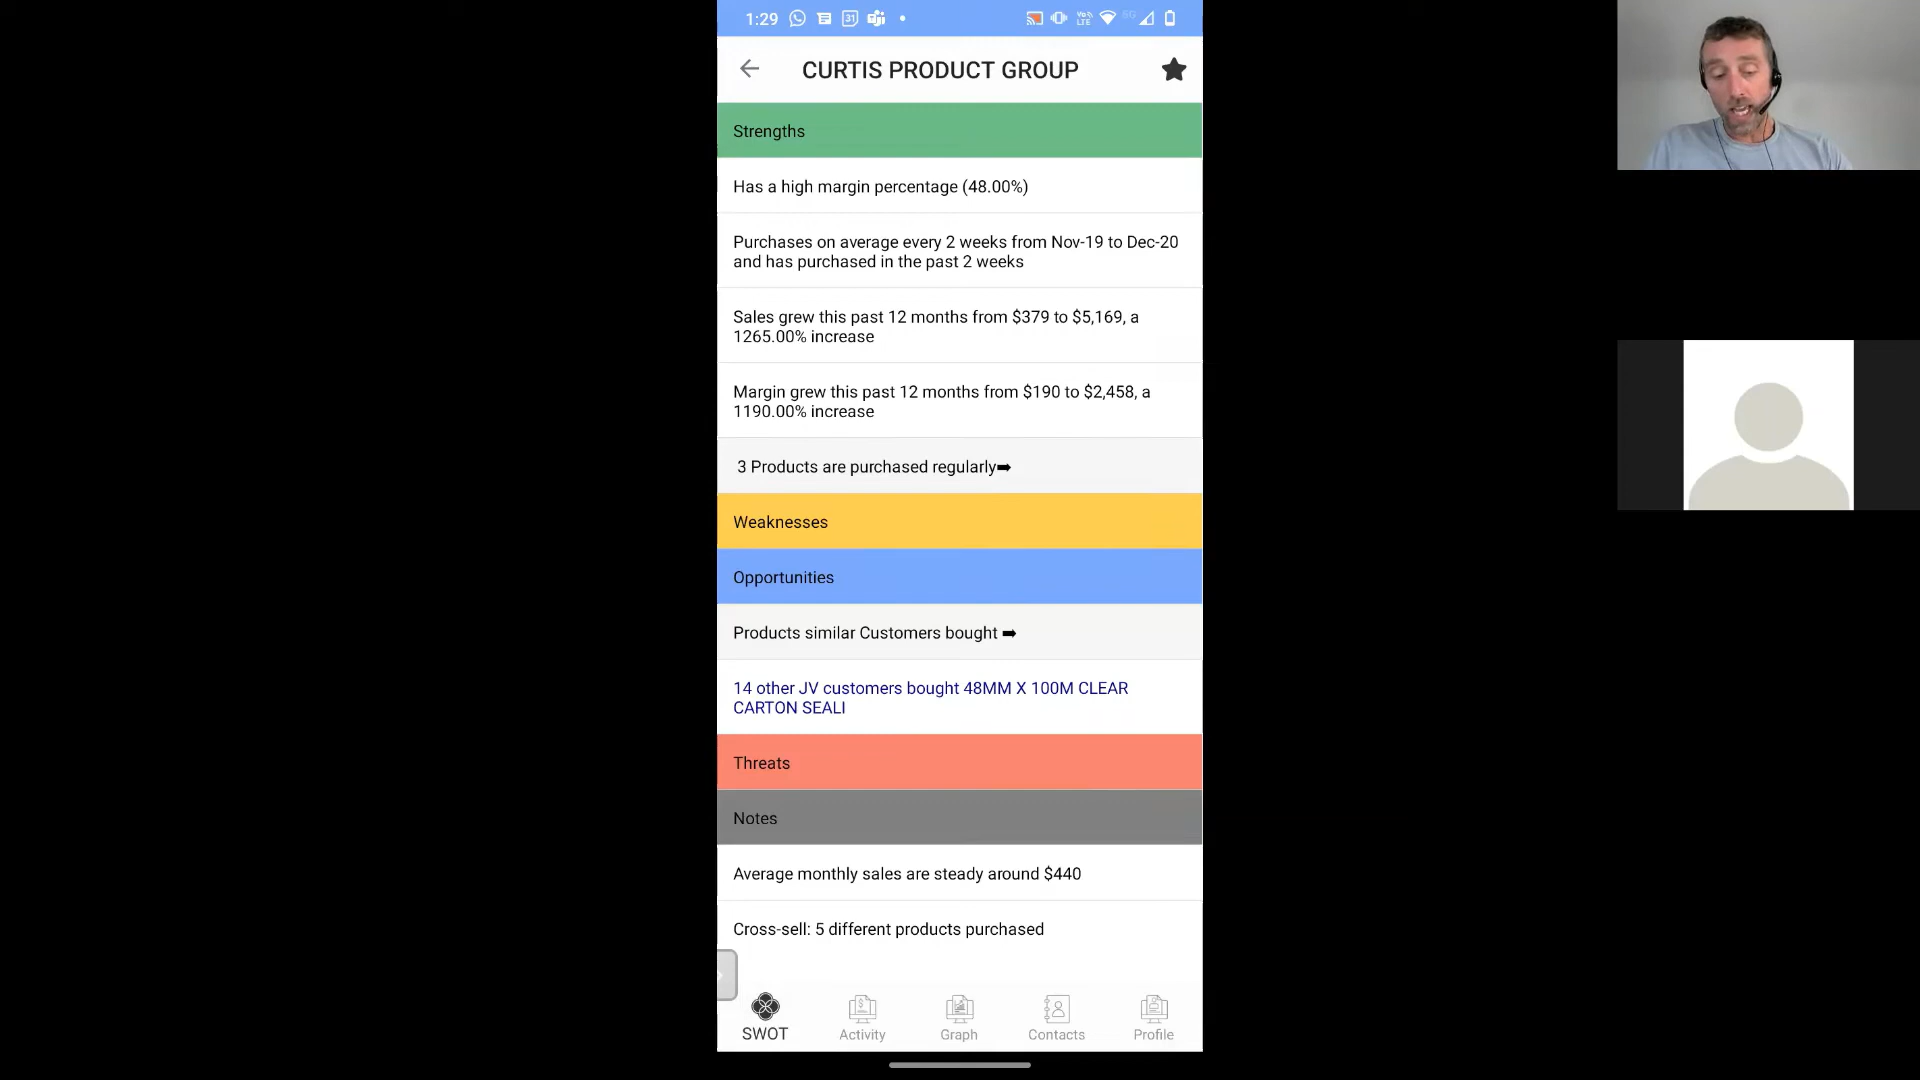 1:29
31
Vo) LTE
5G
CURTIS PRODUCT GROUP
Strengths
Has a high margin percentage (48.00%)
Purchases on average every 2 weeks from Nov-19 to Dec-20
and has purchased in the past 2 weeks
Sales grew this past 12 months from $379 to $5,169, a
1265.00% increase
Margin grew this past 12 months from $190 to $2,458, a
1190.00% increase
3 Products are purchased regularly➡
Weaknesses
Opportunities
Products similar Customers bought ➡
14 other JV customers bought 48MM X 100M CLEAR
CARTON SEALI
Threats
Notes
Average monthly sales are steady around $440
Cross-sell: 5 different products purchased
SWOT
Activity
Graph
Contacts
Profile